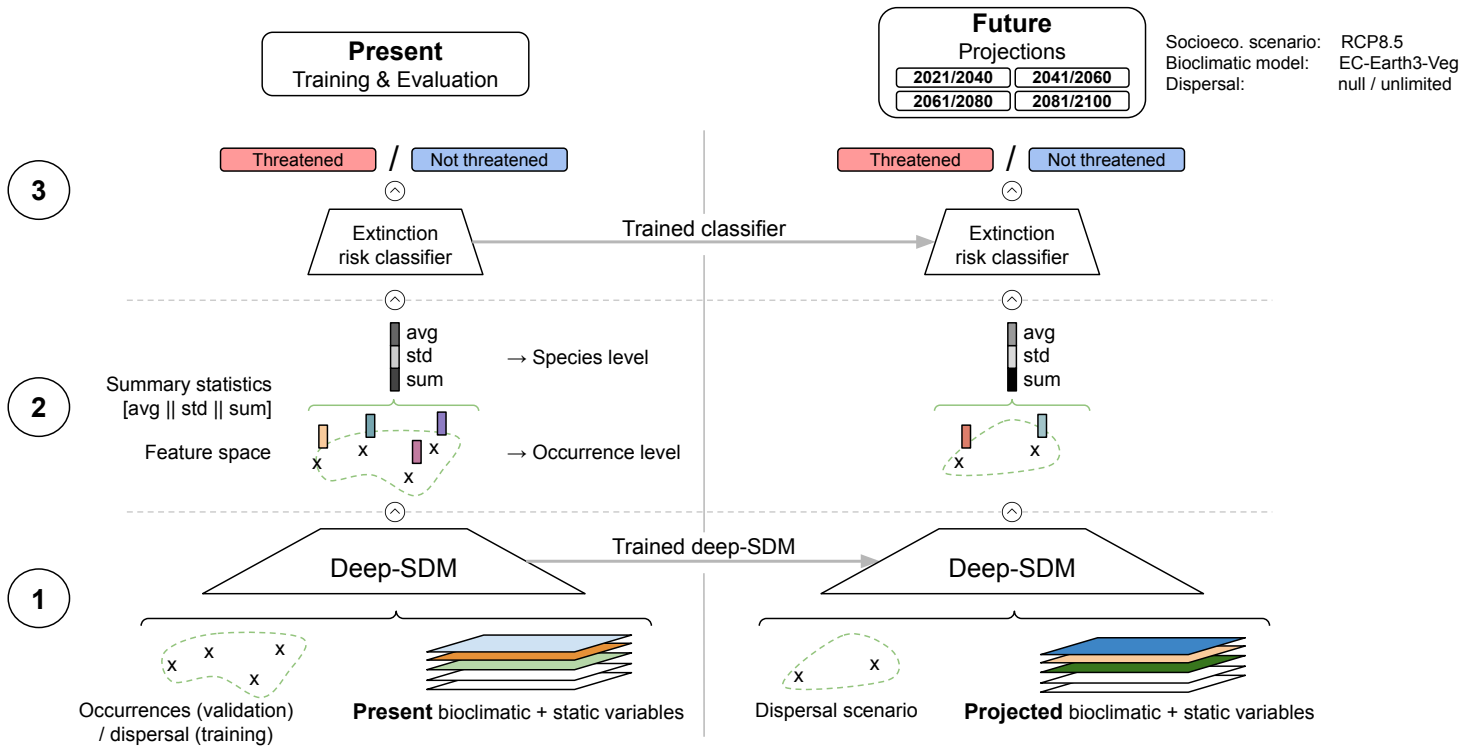 Present
Training & Evaluation
Future
Projections
2021/2040 2041/2060
2061/2080 2081/2100
Socioeco. scenario: RCP8.5
Bioclimatic model: EC-Earth3-Veg
Dispersal: null / unlimited
3
Threatened / Not threatened
Threatened / Not threatened
Extinction
risk classifier
Trained classifier
Extinction
risk classifier
2
avg
std → Species level
sum
Summary statistics
[avg || std || sum]
Feature space
x x x x
→ Occurrence level
avg
std
sum
x x
1
Deep-SDM
Trained deep-SDM
Deep-SDM
x x x x
Occurrences (validation)
/ dispersal (training)
Present bioclimatic + static variables
x x
Dispersal scenario
Projected bioclimatic + static variables